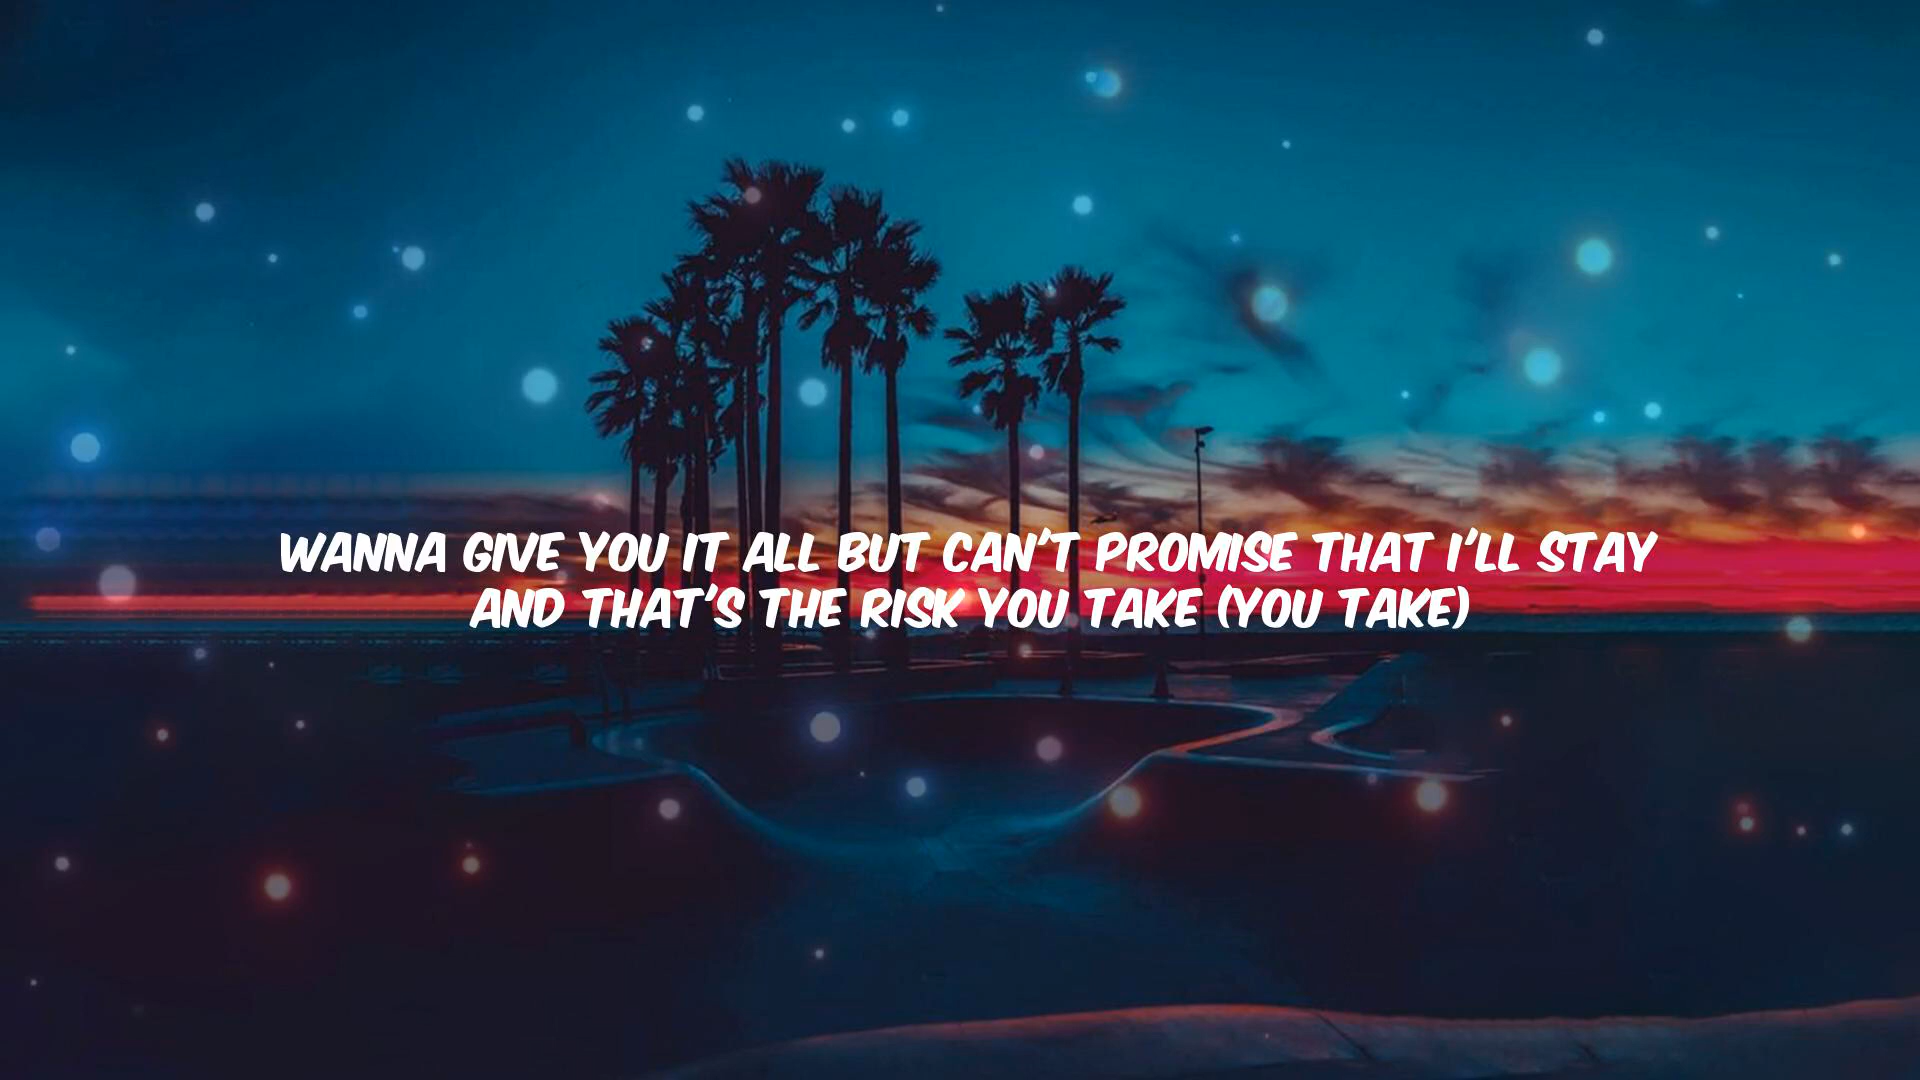 WANNA GIVE YOU IT ALL BUT CAN'T PROMISE THAT I'LL STAY
AND THAT'S THE RISK YOU TAKE (YOU TAKE)